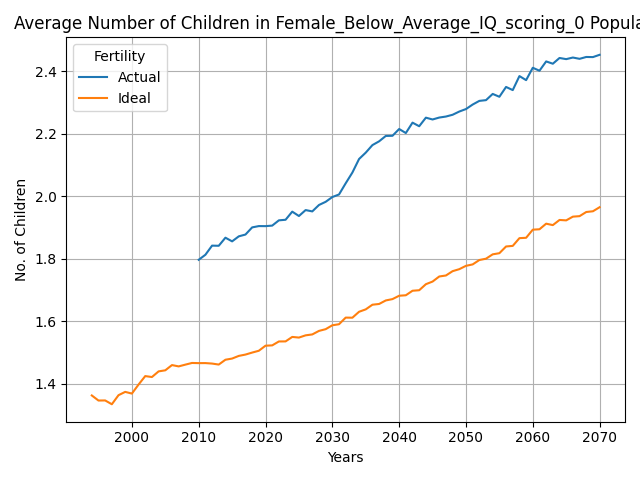 Average Number of Children in Female_Below_Average_IQ_scoring_0 Popula
Fertility
Actual
Ideal
2.4
2.2
2.0
1.8
1.6
1.4
No. of Children
2000 2010 2020 2030 2040 2050 2060 2070
Years